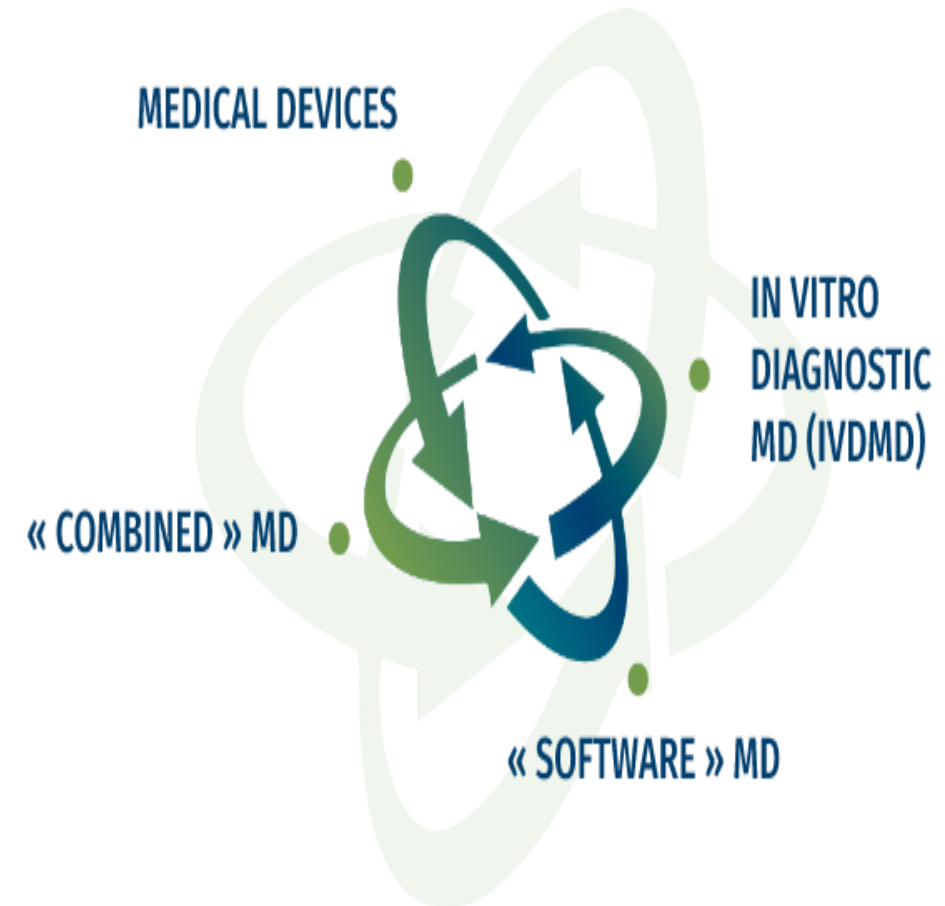 MEDICAL DEVICES
IN VITRO
DIAGNOSTIC
MD (IVDMD)
« COMBINED » MD
« SOFTWARE » MD